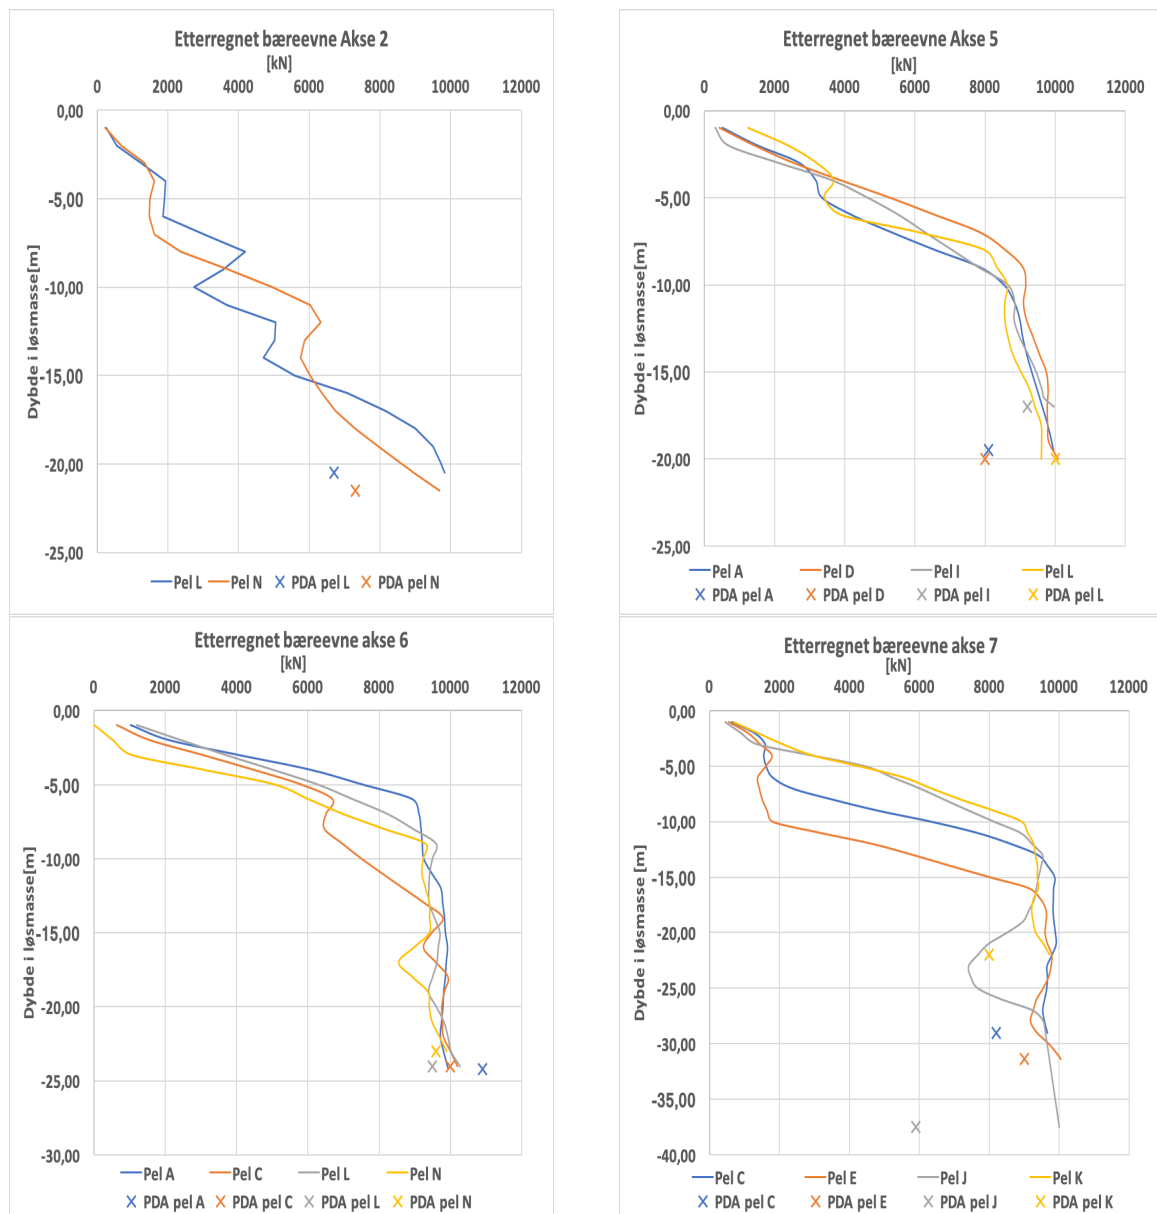 Etterregnet bæreevne Akse 2
[kN]
0 2000 4000 6000 8000 10000 12000
0,00
-5,00
-10,00
-15,00
-20,00
-25,00
Dybde i løsmasse[m]
Pel L Pel N PDA pel L PDA pel N
Etterregnet bæreevne Akse 5
[kN]
0 2000 4000 6000 8000 10000 12000
0,00
-5,00
-10,00
-15,00
-20,00
-25,00
Dybde i løsmasse[m]
Pel A Pel D Pel I Pel L
PDA pel A PDA pel D PDA pel I PDA pel L
Etterregnet bæreevne akse 6
[kN]
0 2000 4000 6000 8000 10000 12000
0,00
-5,00
-10,00
-15,00
-20,00
-25,00
-30,00
Dybde i løsmasse[m]
Pel A Pel C Pel L Pel N
PDA pel A PDA pel C PDA pel L PDA pel N
Etterregnet bæreevne akse 7
[kN]
0 2000 4000 6000 8000 10000 12000
0,00
-5,00
-10,00
-15,00
-20,00
-25,00
-30,00
-35,00
-40,00
Dybde i løsmasse [m]
Pel C Pel E Pel J Pel K
PDA pel C PDA pel E PDA pel J PDA pel K